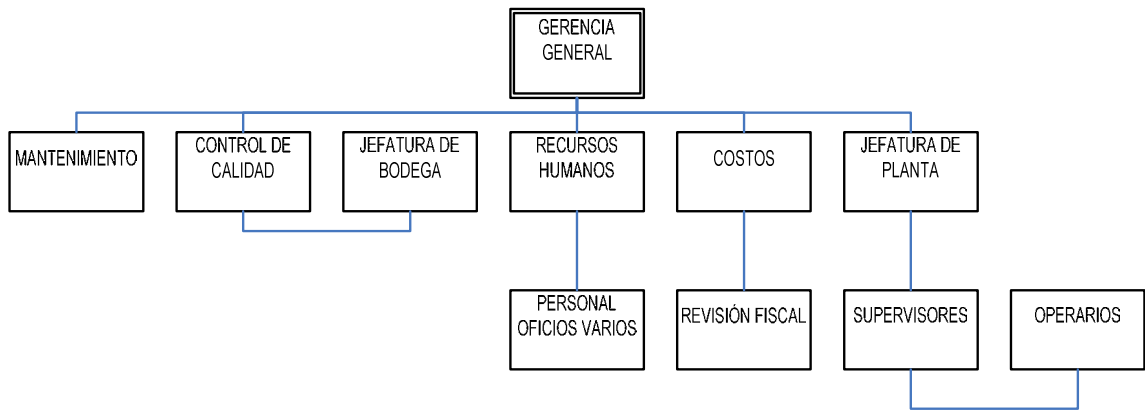 GERENCIA
GENERAL
MANTENIMIENTO
CONTROL DE
CALIDAD
JEFATURA DE
BODEGA
RECURSOS
HUMANOS
COSTOS
JEFATURA DE
PLANTA
PERSONAL
OFICIOS VARIOS
REVISIÓN FISCAL
SUPERVISORES
OPERARIOS